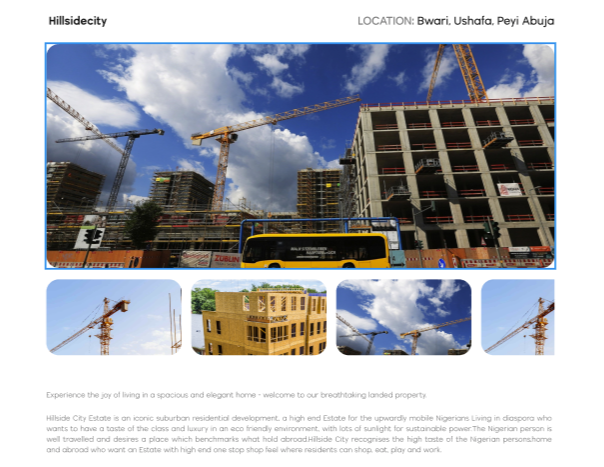 Hillsidecity
LOCATION: Bwari, Ushafa, Peyi Abuja
ZÜBLIN
Experience the joy of living in a spacious and elegant home - welcome to our breathtaking landed property.
Hillside City Estate is an iconic suburban residential development, a high end Estate for the upwardly mobile Nigerians Living in diaspora who
wants to have a taste of the class and luxury in an eco friendly environment, with lots of sunlight for sustainable power.The Nigerian person is
well travelled and desires a place which benchmarks what hold abroad.Hillside City recognises the high taste of the Nigerian persons,home
and abroad who want an Estate with high end one stop shop feel where residents can shop, eat, play and work.